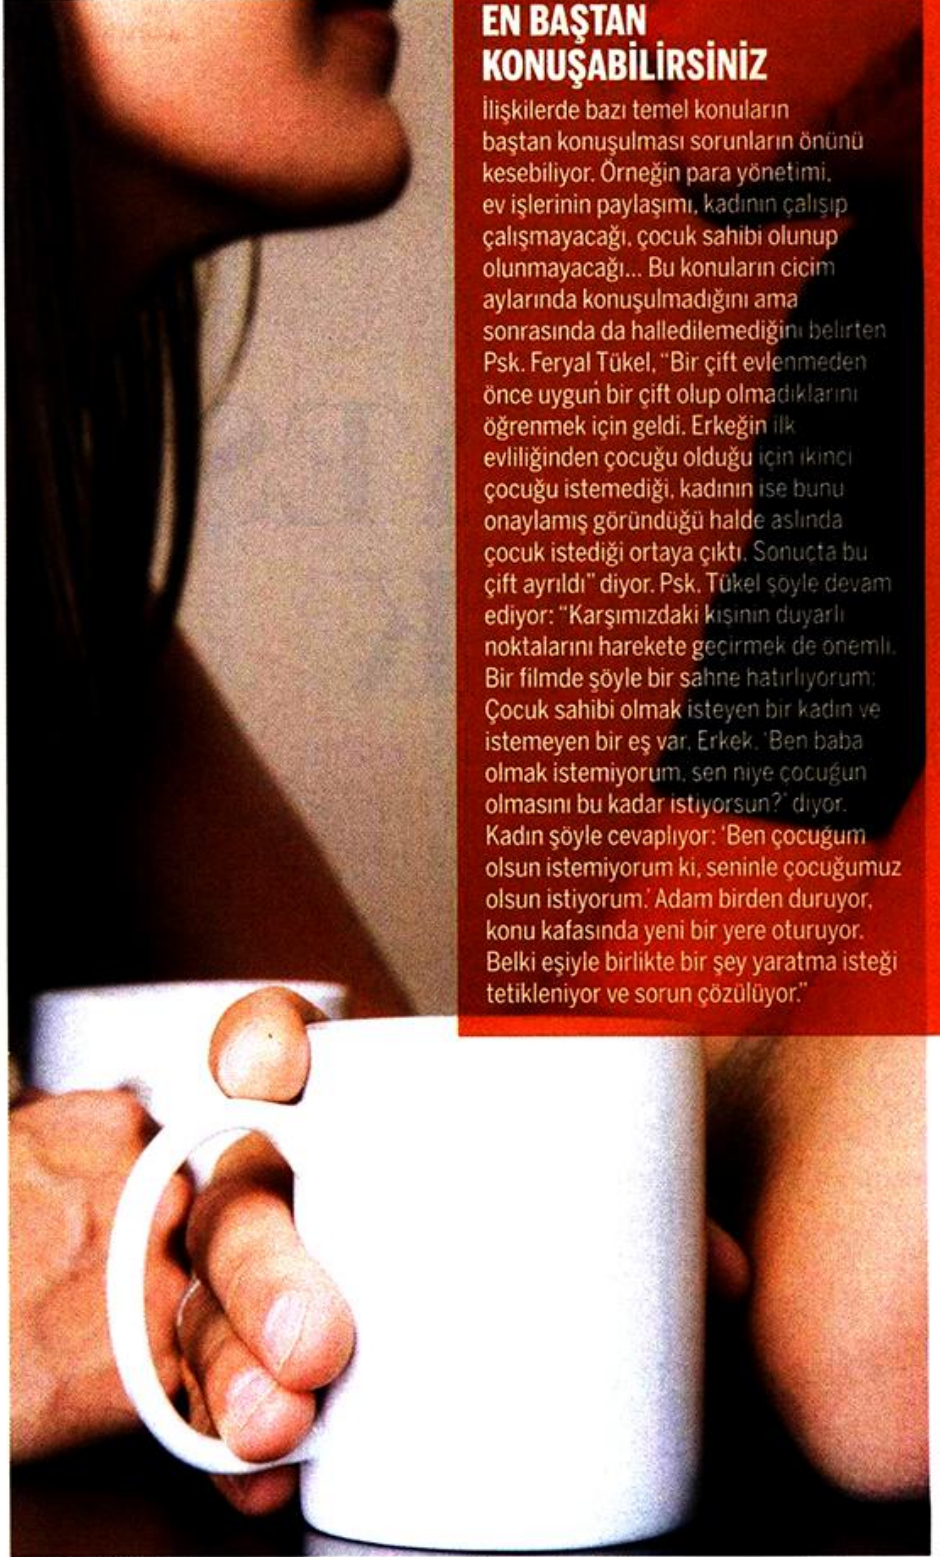 EN BAŞTAN
KONUŞABİLİRSİNİZ
İlişkilerde bazı temel konuların
baştan konuşulması sorunların önünü
kesebiliyor. Örneğin para yönetimi,
ev işlerinin paylaşımı, kadının çalışıp
çalışmayacağı, çocuk sahibi olunup
olunmayacağı... Bu konuların cicim
aylarında konuşulmadığını ama
sonrasında da halledilemediğini belirten
Psk. Feryal Tükel, “Bir çift evlenmeden
önce uygun bir çift olup olmadıklarını
öğrenmek için geldi. Erkeğin ilk
evliliğinden çocuğu olduğu için ikinci
çocuğu istemediği, kadının ise bunu
onaylamış göründüğü halde aslında
çocuk istediği ortaya çıktı. Sonuçta bu
çift ayrıldı” diyor. Psk. Tükel şöyle devam
ediyor: “Karşımızdaki kişinin duyarlı
noktalarını harekete geçirmek de önemli.
Bir filmde şöyle bir sahne hatırlıyorum:
Çocuk sahibi olmak isteyen bir kadın ve
istemeyen bir eş var. Erkek, ‘Ben baba
olmak istemiyorum, sen niye çocuğun
olmasını bu kadar istiyorsun?’ diyor.
Kadın şöyle cevaplıyor: ‘Ben çocuğum
olsun istemiyorum ki, seninle çocuğumuz
olsun istiyorum.’ Adam birden duruyor,
konu kafasında yeni bir yere oturuyor.
Belki eşiyle birlikte bir şey yaratma isteği
tetikleniyor ve sorun çözülüyor.”